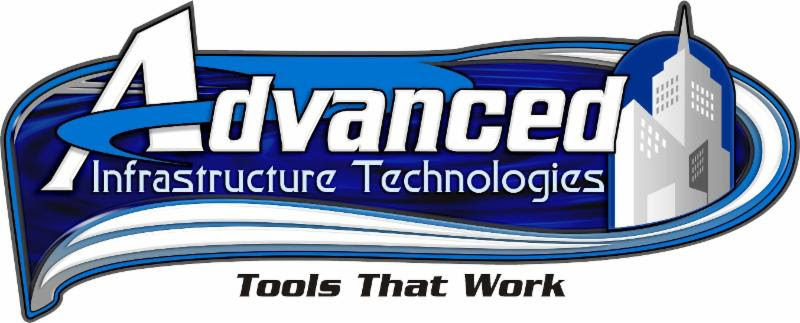 Advanced
Infrastructure Technologies
Tools That Work